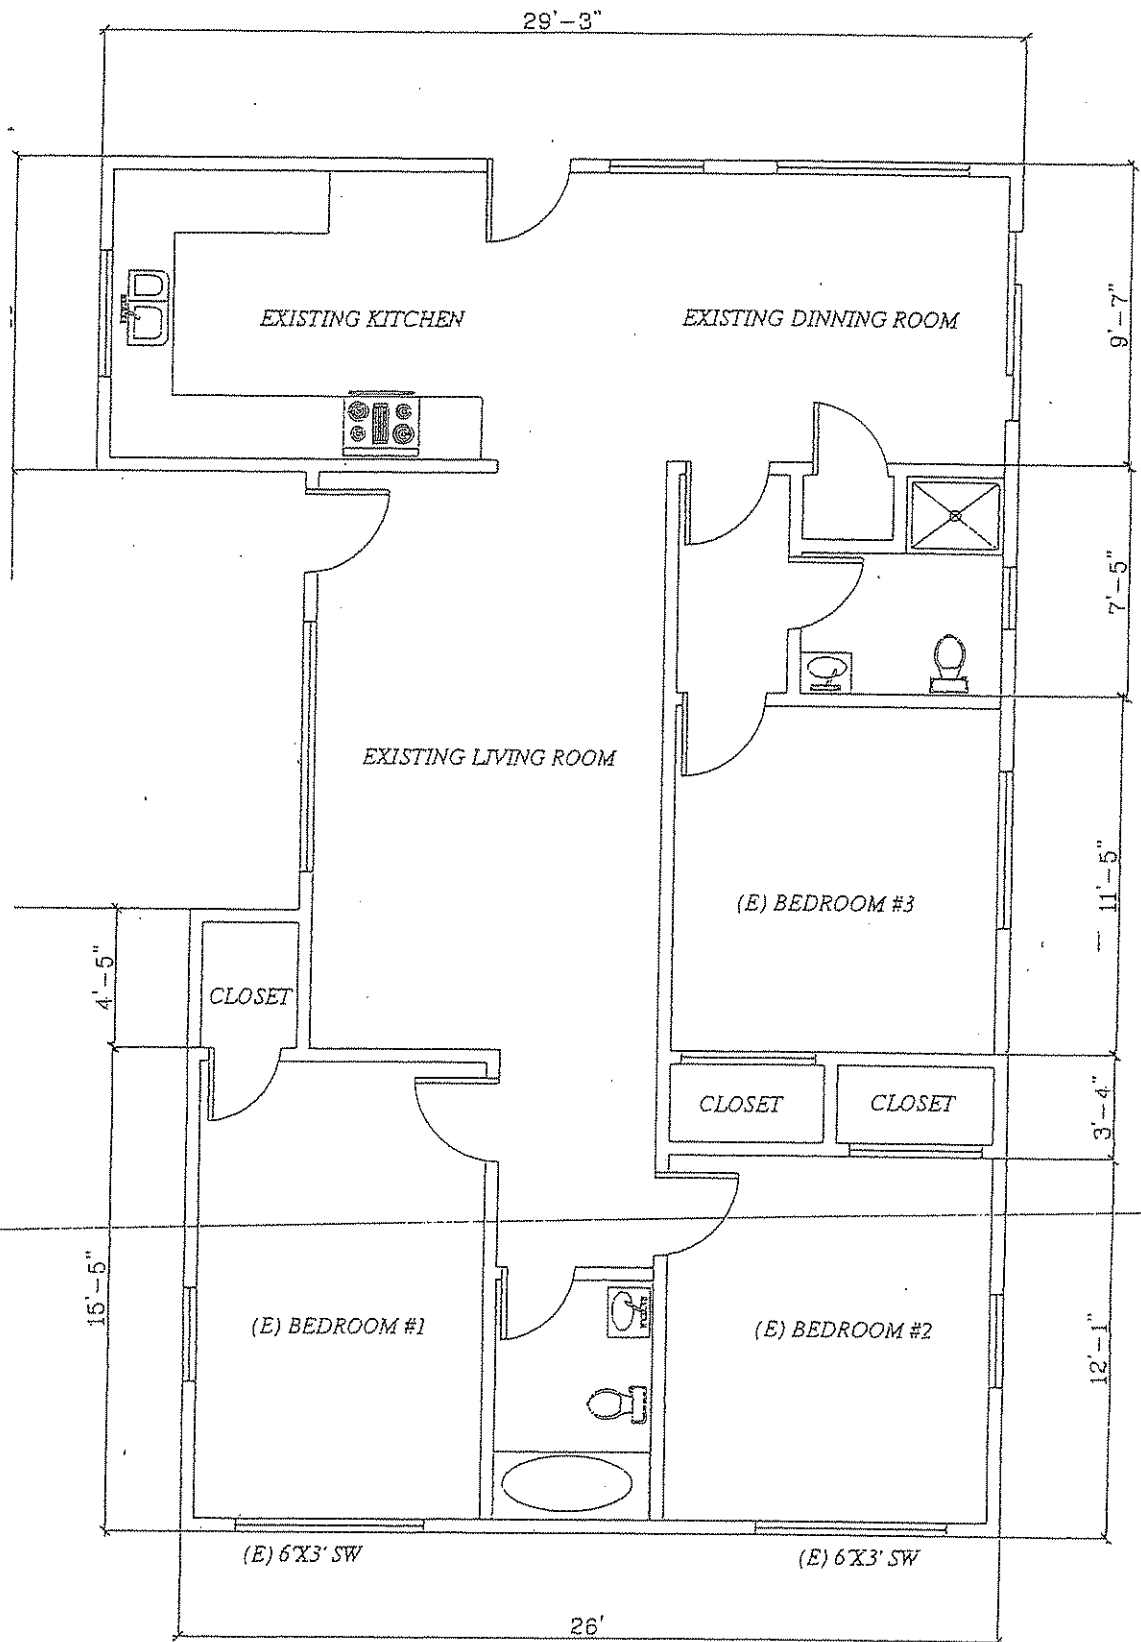 29'-3"
EXISTING KITCHEN
EXISTING DINNING ROOM
9'-7"
7'-5"
EXISTING LIVING ROOM
(E) BEDROOM #3
11'-5"
4'-5"
CLOSET
CLOSET
CLOSET
3'-4"
15'-5"
(E) BEDROOM #1
(E) BEDROOM #2
12'-1"
(E) 6'X3' SW
(E) 6'X3' SW
26'